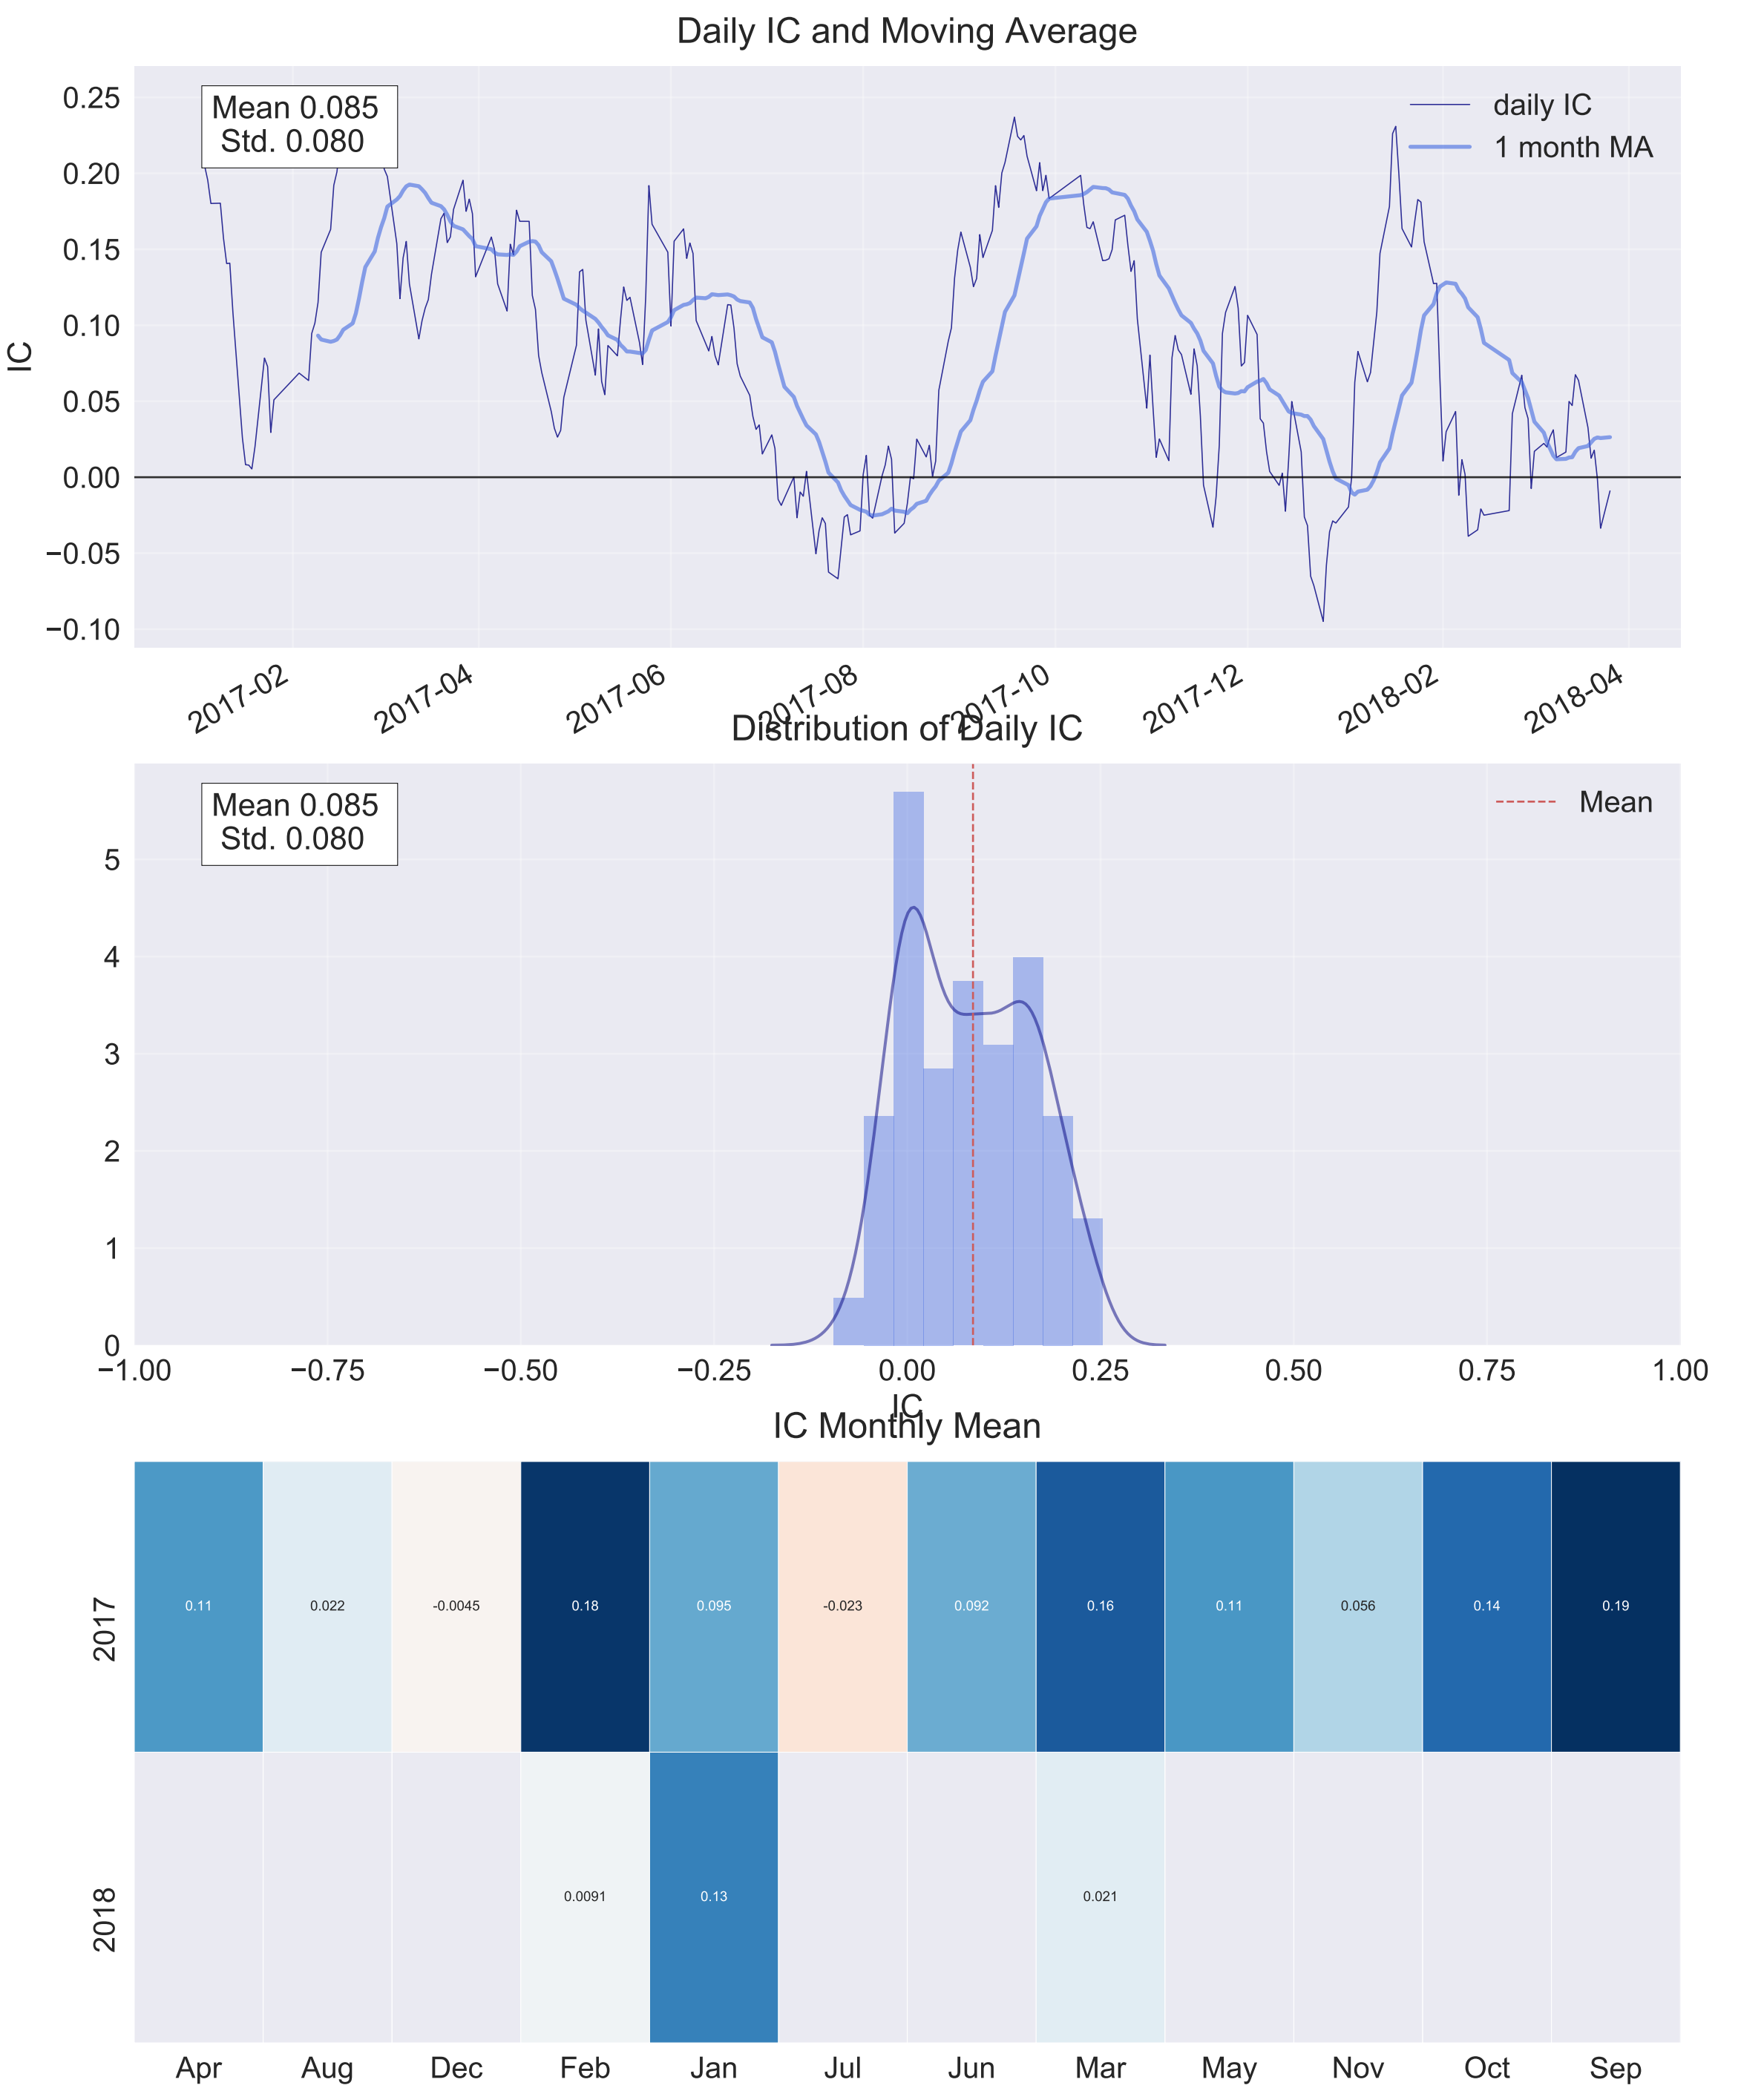 Daily IC and Moving Average
Mean 0.085
Std. 0.080
daily IC
1 month MA
IC
0.25
0.20
0.15
0.10
0.05
0.00
−0.05
−0.10
2017-02 2017-04 2017-06 2017-08 2017-10 2017-12 2018-02 2018-04
Distribution of Daily IC
Mean 0.085
Std. 0.080
Mean
5
4
3
2
1
0
−1.00 −0.75 −0.50 −0.25 0.00 0.25 0.50 0.75 1.00
IC
IC Monthly Mean
2017
0.11 0.022 -0.0045 0.18 0.095 -0.023 0.092 0.16 0.11 0.056 0.14 0.19
2018
0.0091 0.13 0.021
Apr Aug Dec Feb Jan Jul Jun Mar May Nov Oct Sep